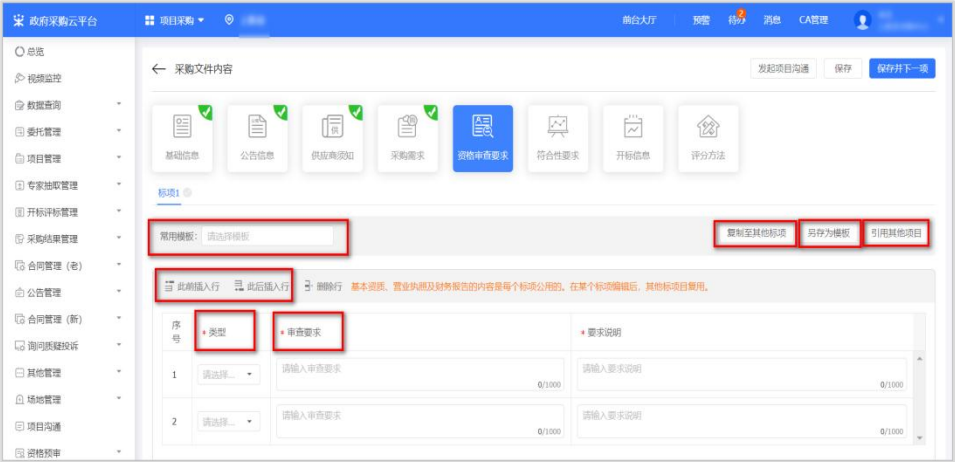 政府采购云平台 项目采购 前台大厅 预警 待办 2 消息 CA管理
总览
视频监控
数据查询
委托管理
项目管理
专家抽取管理
开标评标管理
采购结果管理
合同管理（老）
公告管理
合同管理（新）
询问质疑投诉
其他管理
场地管理
项目沟通
资格预审
采购文件内容 发起项目沟通 保存 保存并下一项
基础信息 公告信息 供应商须知 采购需求 资格审查要求 符合性要求 开标信息 评分方法
标项1
常用模板： 请选择模板 复制至其他标项 另存为模板 引用其他项目
此前插入行 此后插入行 删除行 基本资质、营业执照及财务报告的内容是每个标项公用的。在某个标项编辑后，其他标项目复用。
序号 * 类型 * 审查要求 * 要求说明
1 请选择... 请输入审查要求 0/1000 请输入要求说明 0/1000
2 请选择... 请输入审查要求 0/1000 请输入要求说明 0/1000